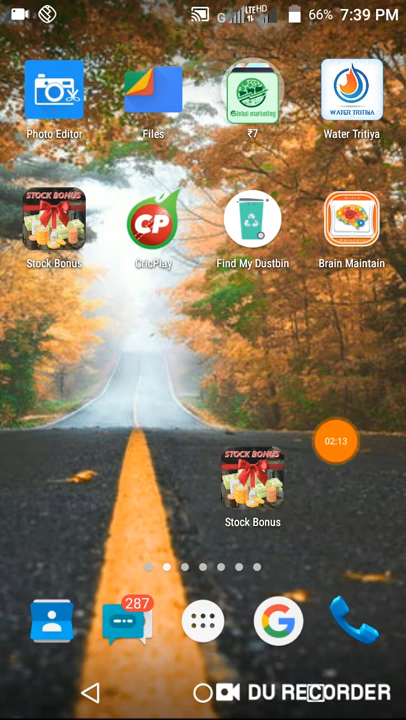 G LTE HD 66% 7:39 PM
Photo Editor
Files
Global marketing
₹7
WATER TRITIYA
Water Tritiya
STOCK BONUS
Stock Bonus
CP
CricPlay
Find My Dustbin
Brain Maintain
02:13
STOCK BONUS
Stock Bonus
287
G
DU RECORDER